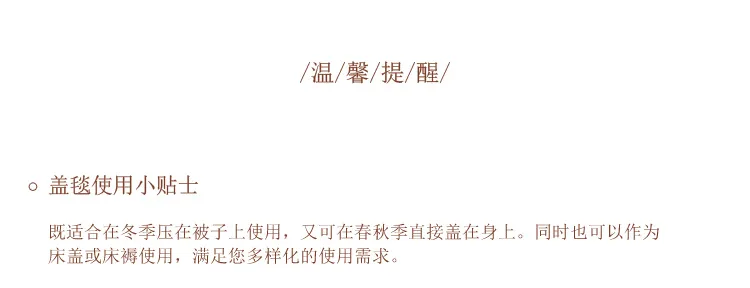 /温/馨/提/醒/
盖毯使用小贴士
既适合在冬季压在被子上使用，又可在春秋季直接盖在身上。同时也可以作为
床盖或床褥使用，满足您多样化的使用需求。